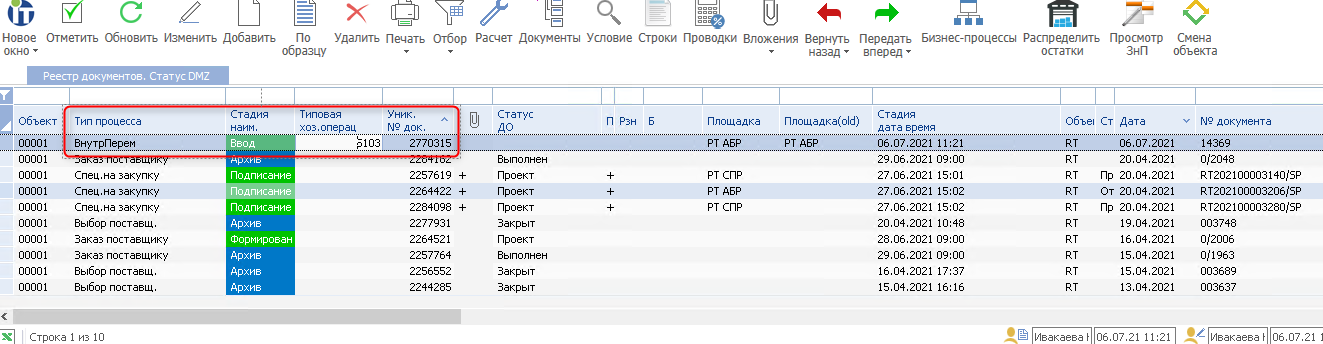 Новое окно Отметить Обновить Изменить Добавить По образцу Удалить Печать Отбор Расчет Документы Условие Строки Проводки Вложения Вернуть назад Передать вперед Бизнес-процессы Распределить остатки Просмотр ЗнП Смена объекта
Реестр документов. Статус DMZ
Объект Тип процесса Стадия наим. Типовая хоз.операц Уник. № док. Статус ДО П Рзн Б Площадка Площадка(old) Стадия дата время Объек Ст Дата № документа
00001 ВнутрПерем Ввод 5103 2770315 РТ АБР РТ АБР 06.07.2021 11:21 RT 06.07.2021 14369
00001 Заказ поставщику Архив 2284162 Выполнен 29.06.2021 09:00 RT 20.04.2021 0/2048
00001 Спец.на закупку Подписание 2257619 + Проект + РТ СПР 27.06.2021 15:01 RT Пр 20.04.2021 RT202100003140/SP
00001 Спец.на закупку Подписание 2264422 + Проект + РТ АБР 27.06.2021 15:02 RT От 20.04.2021 RT202100003206/SP
00001 Спец.на закупку Подписание 2284098 + Проект + РТ СПР 27.06.2021 15:02 RT Пр 20.04.2021 RT202100003280/SP
00001 Выбор поставщ. Архив 2277931 Закрыт 20.04.2021 10:48 RT 19.04.2021 003748
00001 Заказ поставщику Формирован 2264521 Проект 28.06.2021 09:00 RT 16.04.2021 0/2006
00001 Заказ поставщику Архив 2257764 Выполнен 29.06.2021 09:00 RT 15.04.2021 0/1963
00001 Выбор поставщ. Архив 2256552 Закрыт 16.04.2021 17:37 RT 15.04.2021 003689
00001 Выбор поставщ. Архив 2244285 Закрыт 15.04.2021 16:16 RT 13.04.2021 003637
Строка 1 из 10 Ивакаева 06.07.21 11:21 Ивакаева 06.07.21 1